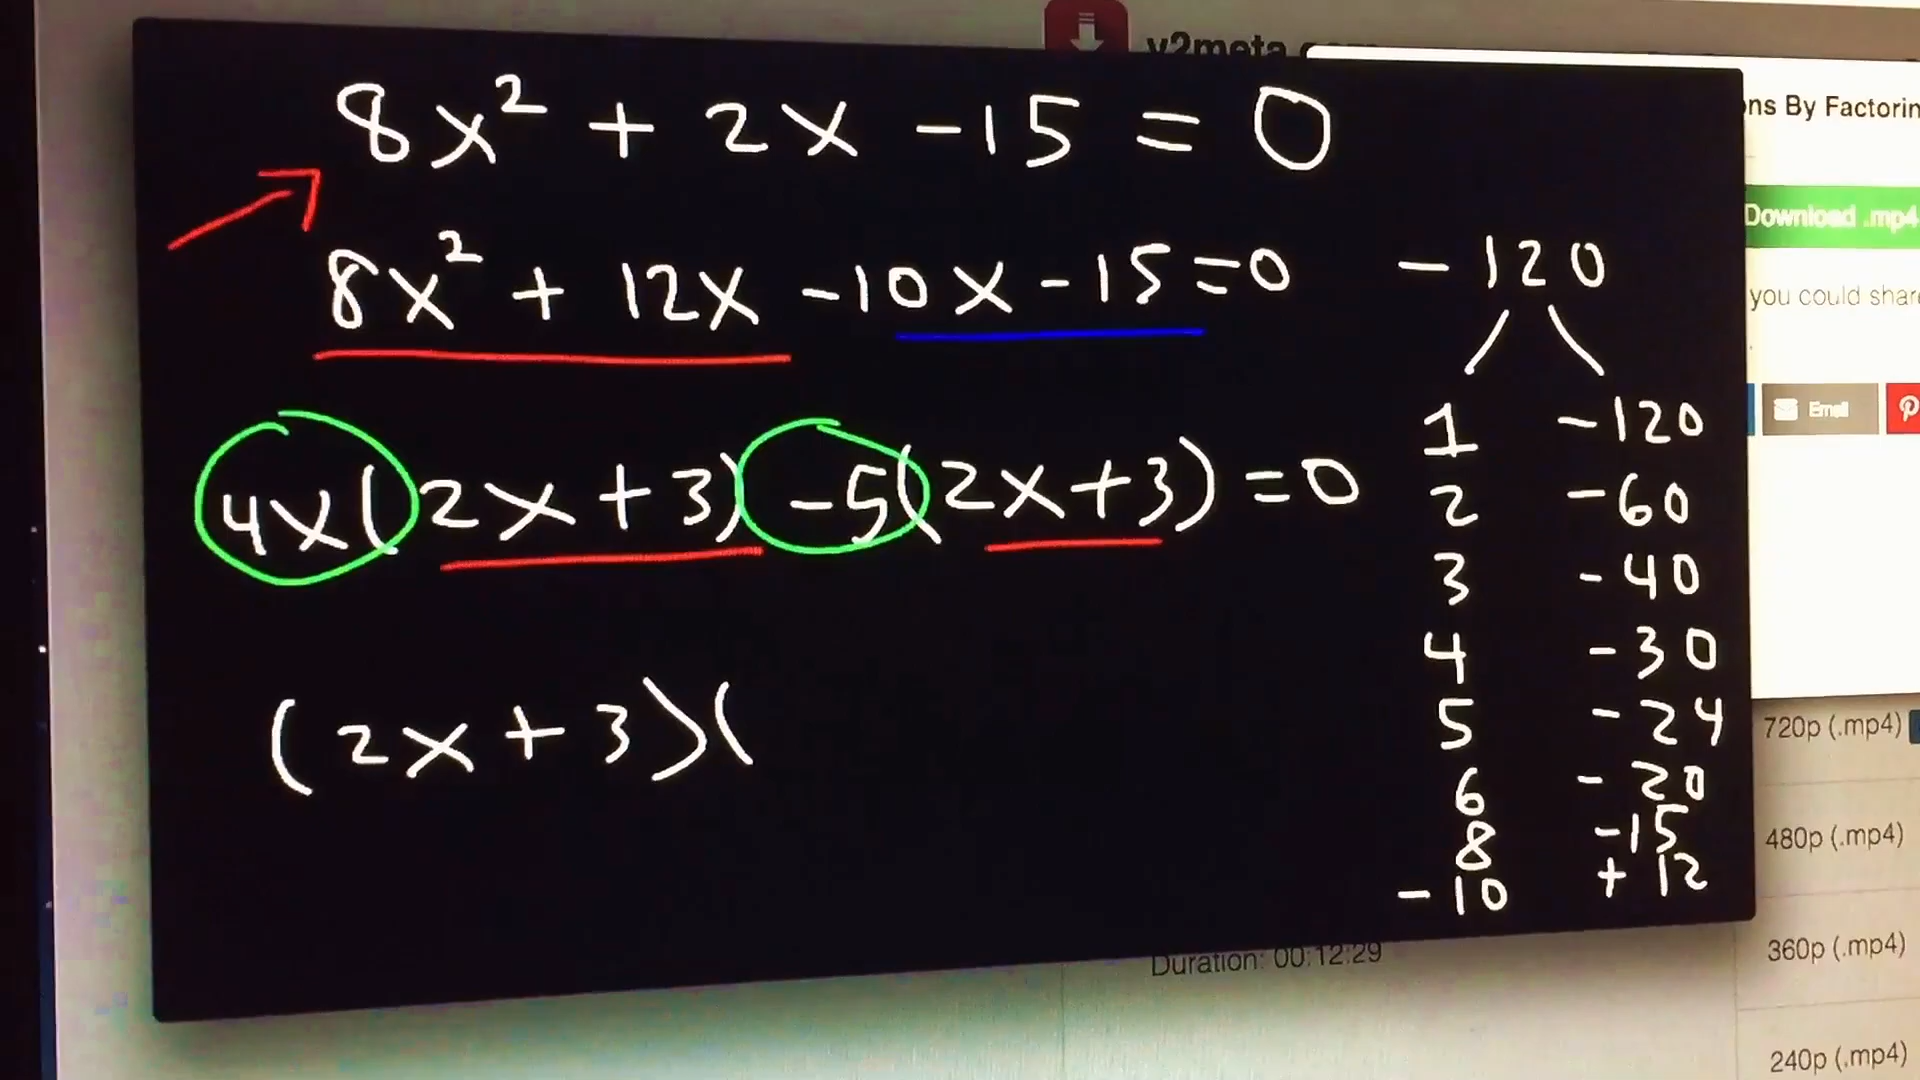 8x² + 2x - 15 = 0
8x² + 12x - 10x - 15 = 0
4x(2x + 3) - 5(2x + 3) = 0
(2x + 3)(
- 120
1 - 120
2 - 60
3 - 40
4 - 30
5 - 24
6 - 20
8 - 15
- 10 + 12
ns By Factorin
Download .mp4
you could shar
Email
720p (.mp4)
480p (.mp4)
360p (.mp4)
240p (.mp4)
Duration: 00:12:29